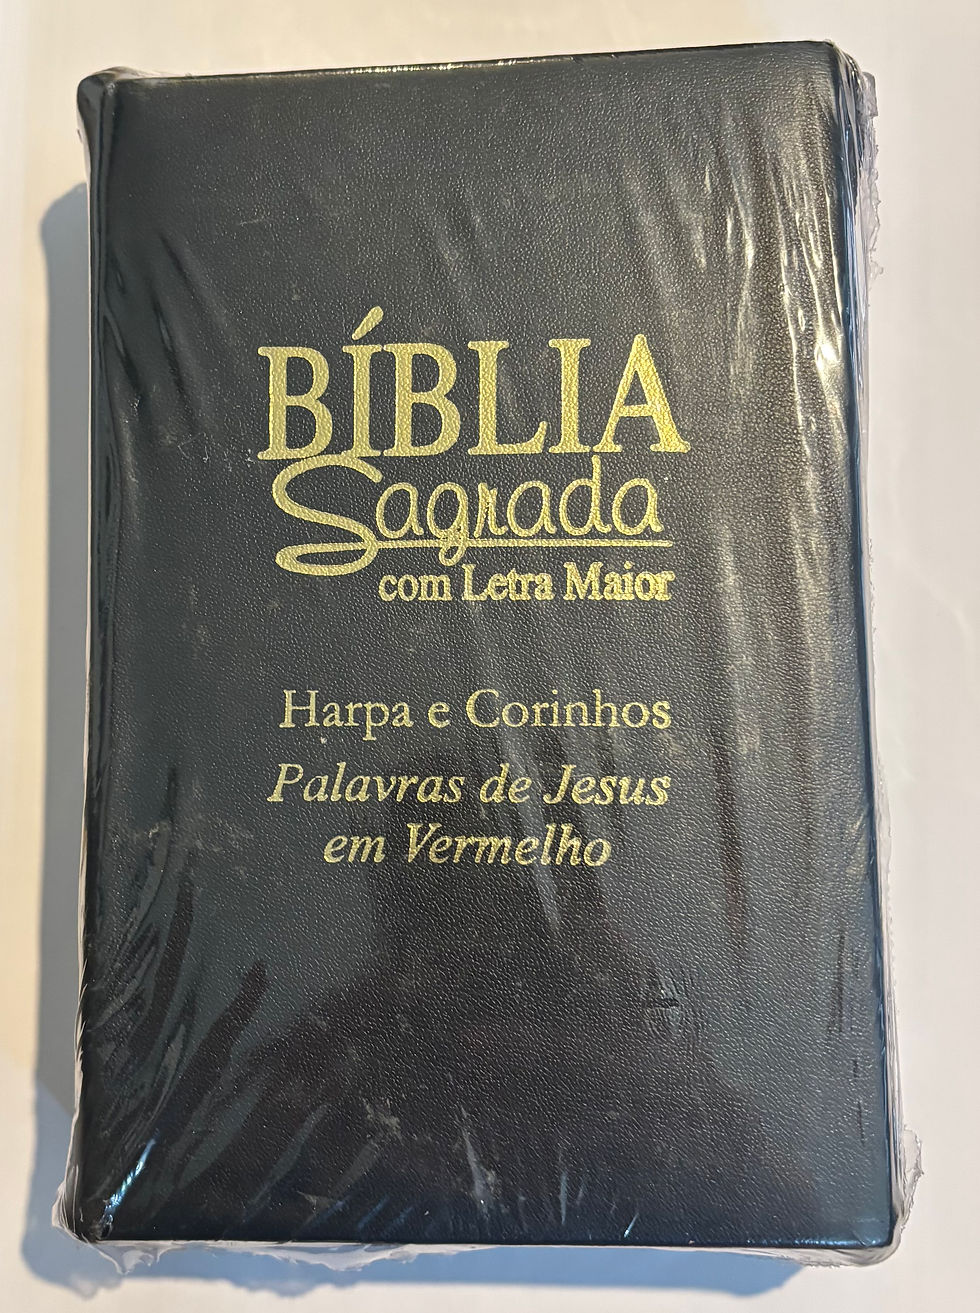 BÍBLIA
Sagrada
com Letra Maior
Harpa e Corinhos
Palavras de Jesus
em Vermelho